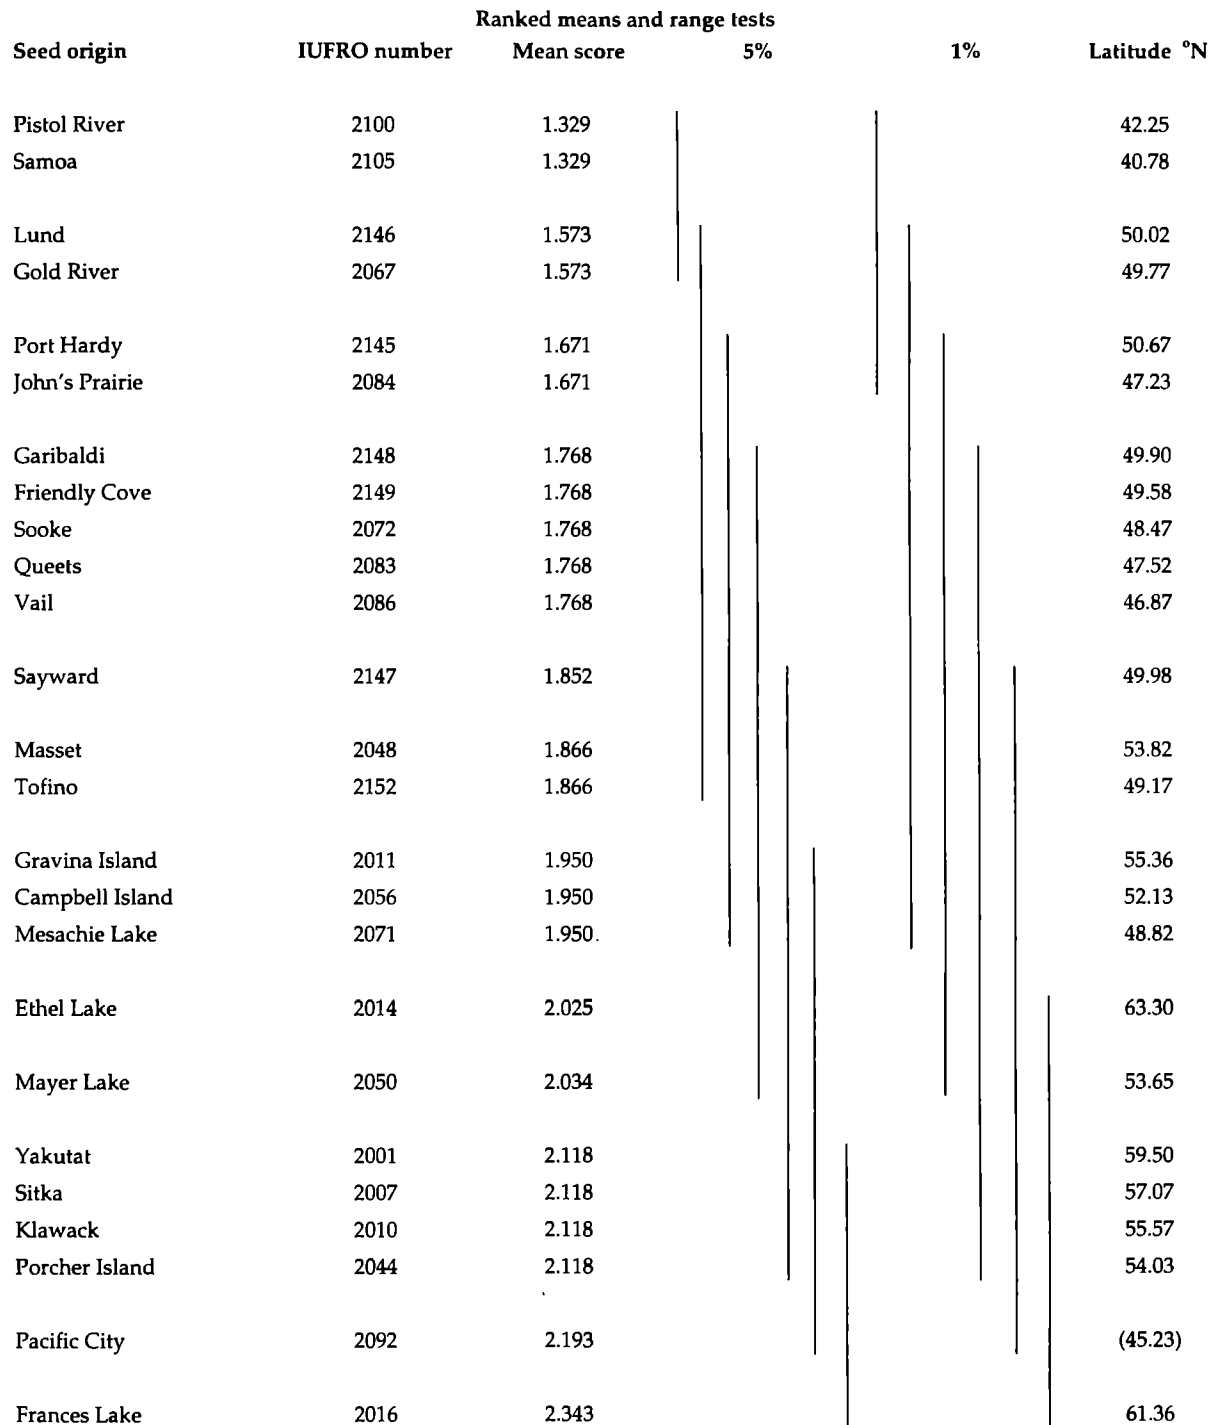 Ranked means and range tests
Seed origin IUFRO number Mean score 5% 1% Latitude °N
Pistol River 2100 1.329 42.25
Samoa 2105 1.329 40.78
Lund 2146 1.573 50.02
Gold River 2067 1.573 49.77
Port Hardy 2145 1.671 50.67
John's Prairie 2084 1.671 47.23
Garibaldi 2148 1.768 49.90
Friendly Cove 2149 1.768 49.58
Sooke 2072 1.768 48.47
Queets 2083 1.768 47.52
Vail 2086 1.768 46.87
Sayward 2147 1.852 49.98
Masset 2048 1.866 53.82
Tofino 2152 1.866 49.17
Gravina Island 2011 1.950 55.36
Campbell Island 2056 1.950 52.13
Mesachie Lake 2071 1.950. 48.82
Ethel Lake 2014 2.025 63.30
Mayer Lake 2050 2.034 53.65
Yakutat 2001 2.118 59.50
Sitka 2007 2.118 57.07
Klawack 2010 2.118 55.57
Porcher Island 2044 2.118 54.03
Pacific City 2092 2.193 (45.23)
Frances Lake 2016 2.343 61.36